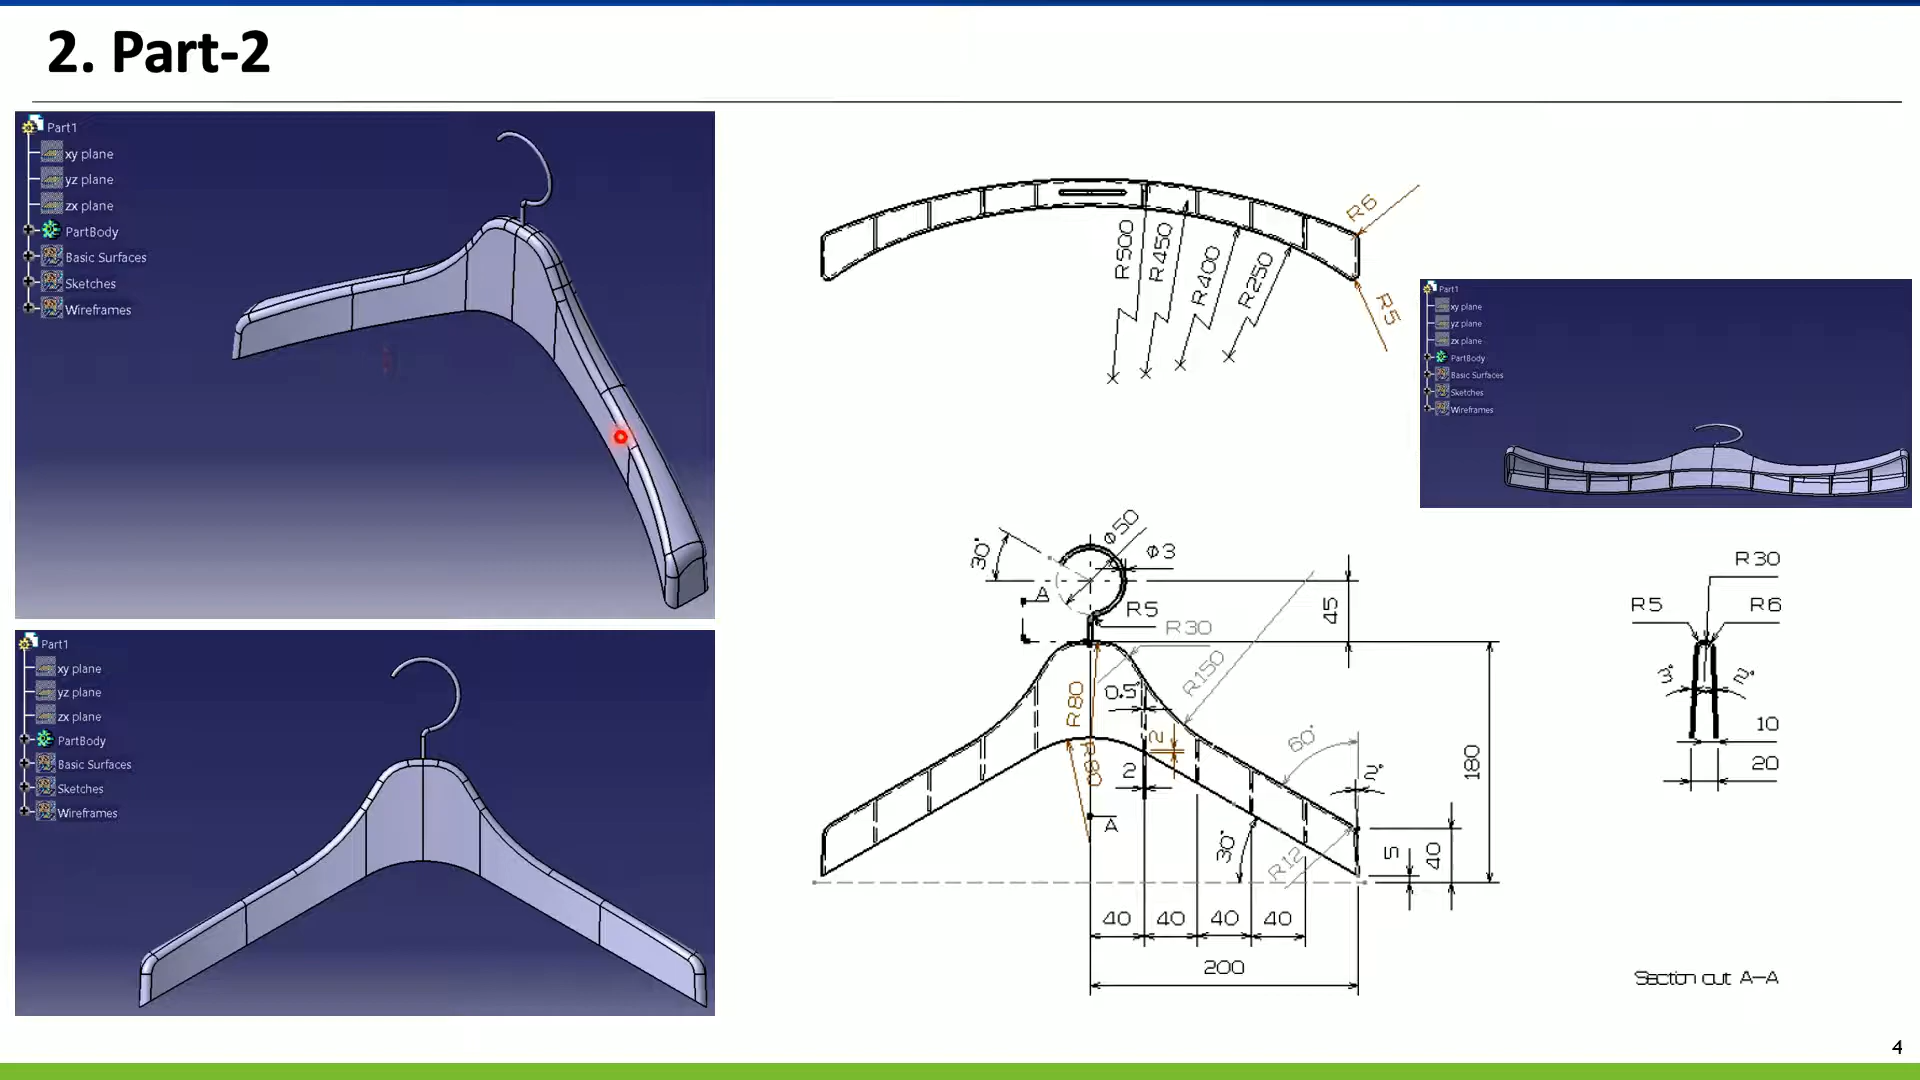 2. Part-2
Part1
xy plane
yz plane
zx plane
PartBody
Basic Surfaces
Sketches
Wireframes
Part1
xy plane
yz plane
zx plane
PartBody
Basic Surfaces
Sketches
Wireframes
R500
R450
R400
R250
R6
R5
Part1
xy plane
yz plane
zx plane
PartBody
Basic Surfaces
Sketches
Wireframes
30°
ø50
ø3
A
R5
R30
45
R150
R80
R80
0.5
2
2
60°
2°
180
A
30°
R12
5
40
40 40 40 40
200
R30
R5 R6
3° 2°
10
20
Section cut A-A
4